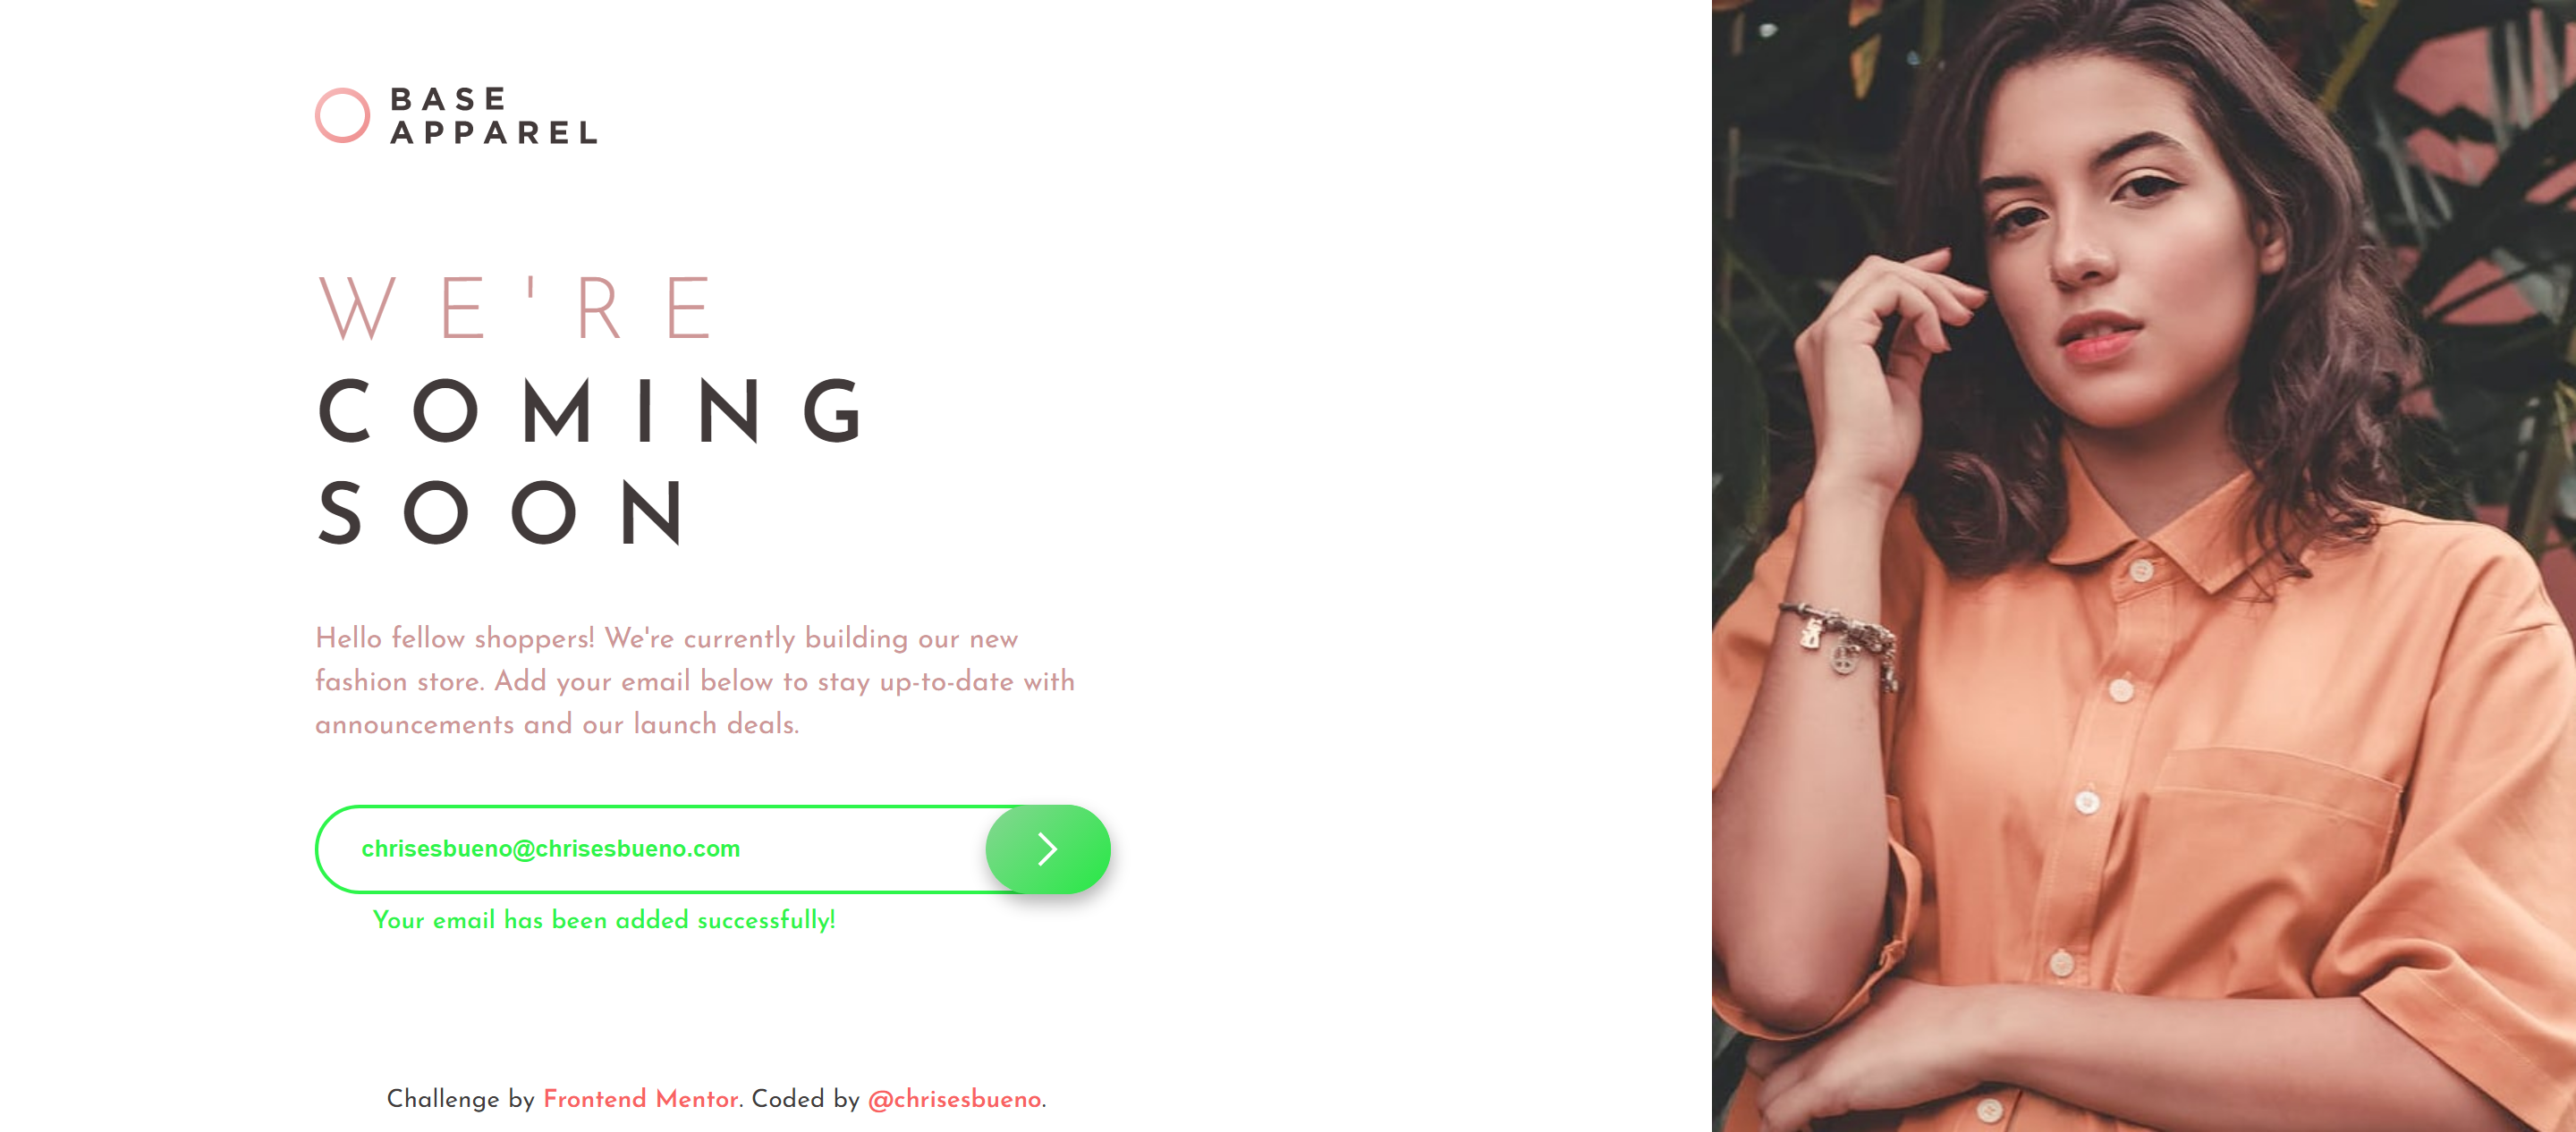 BASE
APPAREL
WE'RE
COMING
SOON
Hello fellow shoppers! We're currently building our new
fashion store. Add your email below to stay up-to-date with
announcements and our launch deals.
chrisesbueno@chrisesbueno.com
Your email has been added successfully!
Challenge by Frontend Mentor. Coded by @chrisesbueno.